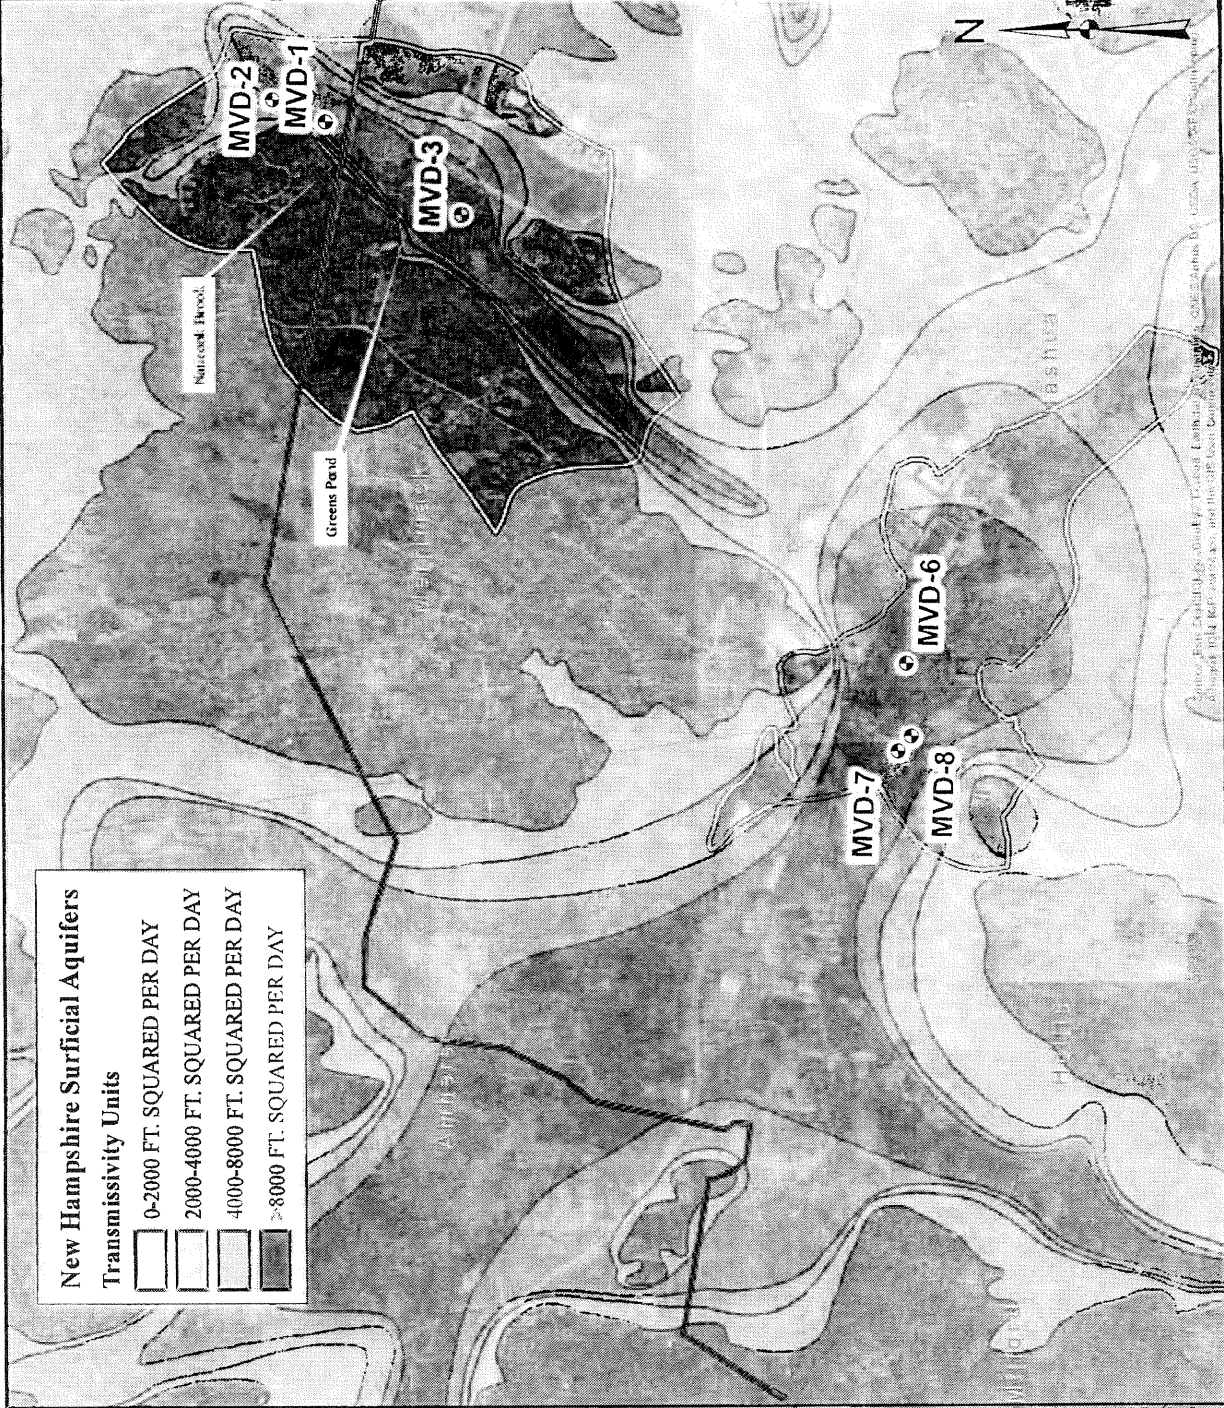 New Hampshire Surficial Aquifers
Transmissivity Units
0-2000 FT. SQUARED PER DAY
2000-4000 FT. SQUARED PER DAY
4000-8000 FT. SQUARED PER DAY
>8000 FT. SQUARED PER DAY
MVD-2
MVD-1
MVD-3
Greens Pond
MVD-6
MVD-7
MVD-8
N